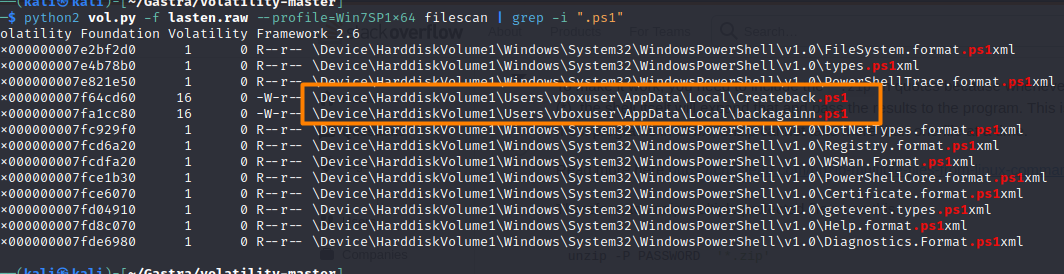 —(kali㉿kali)-[~/Gastra/volatility-master]
$ python2 vol.py -f lasten.raw --profile=Win7SP1×64 filescan | grep -i ".ps1"
olatility Foundation Volatility Framework 2.6
×000000007e2bf2d0 1 0 R--r-- \Device\HarddiskVolume1\Windows\System32\WindowsPowerShell\v1.0\FileSystem.format.ps1xml
×000000007e4b78b0 1 0 R--r-- \Device\HarddiskVolume1\Windows\System32\WindowsPowerShell\v1.0\types.ps1xml
×000000007e821e50 1 0 R--r-- \Device\HarddiskVolume1\Windows\System32\WindowsPowerShell\v1.0\PowerShellTrace.format.ps1xml
×000000007f64cd60 16 0 -W-r-- \Device\HarddiskVolume1\Users\vboxuser\AppData\Local\Createback.ps1
×000000007fa1cc80 16 0 -W-r-- \Device\HarddiskVolume1\Users\vboxuser\AppData\Local\backagainn.ps1
×000000007fc929f0 1 0 R--r-- \Device\HarddiskVolume1\Windows\System32\WindowsPowerShell\v1.0\DotNetTypes.format.ps1xml
×000000007fcd6a20 1 0 R--r-- \Device\HarddiskVolume1\Windows\System32\WindowsPowerShell\v1.0\Registry.format.ps1xml
×000000007fcdfa20 1 0 R--r-- \Device\HarddiskVolume1\Windows\System32\WindowsPowerShell\v1.0\WSMan.Format.ps1xml
×000000007fce1b30 1 0 R--r-- \Device\HarddiskVolume1\Windows\System32\WindowsPowerShell\v1.0\PowerShellCore.format.ps1xml
×000000007fce6070 1 0 R--r-- \Device\HarddiskVolume1\Windows\System32\WindowsPowerShell\v1.0\Certificate.format.ps1xml
×000000007fd04910 1 0 R--r-- \Device\HarddiskVolume1\Windows\System32\WindowsPowerShell\v1.0\getevent.types.ps1xml
×000000007fd8c070 1 0 R--r-- \Device\HarddiskVolume1\Windows\System32\WindowsPowerShell\v1.0\Help.format.ps1xml
×000000007fde6980 1 0 R--r-- \Device\HarddiskVolume1\Windows\System32\WindowsPowerShell\v1.0\Diagnostics.Format.ps1xml
—(kali㉿kali)-[~/Gastra/volatility-master]